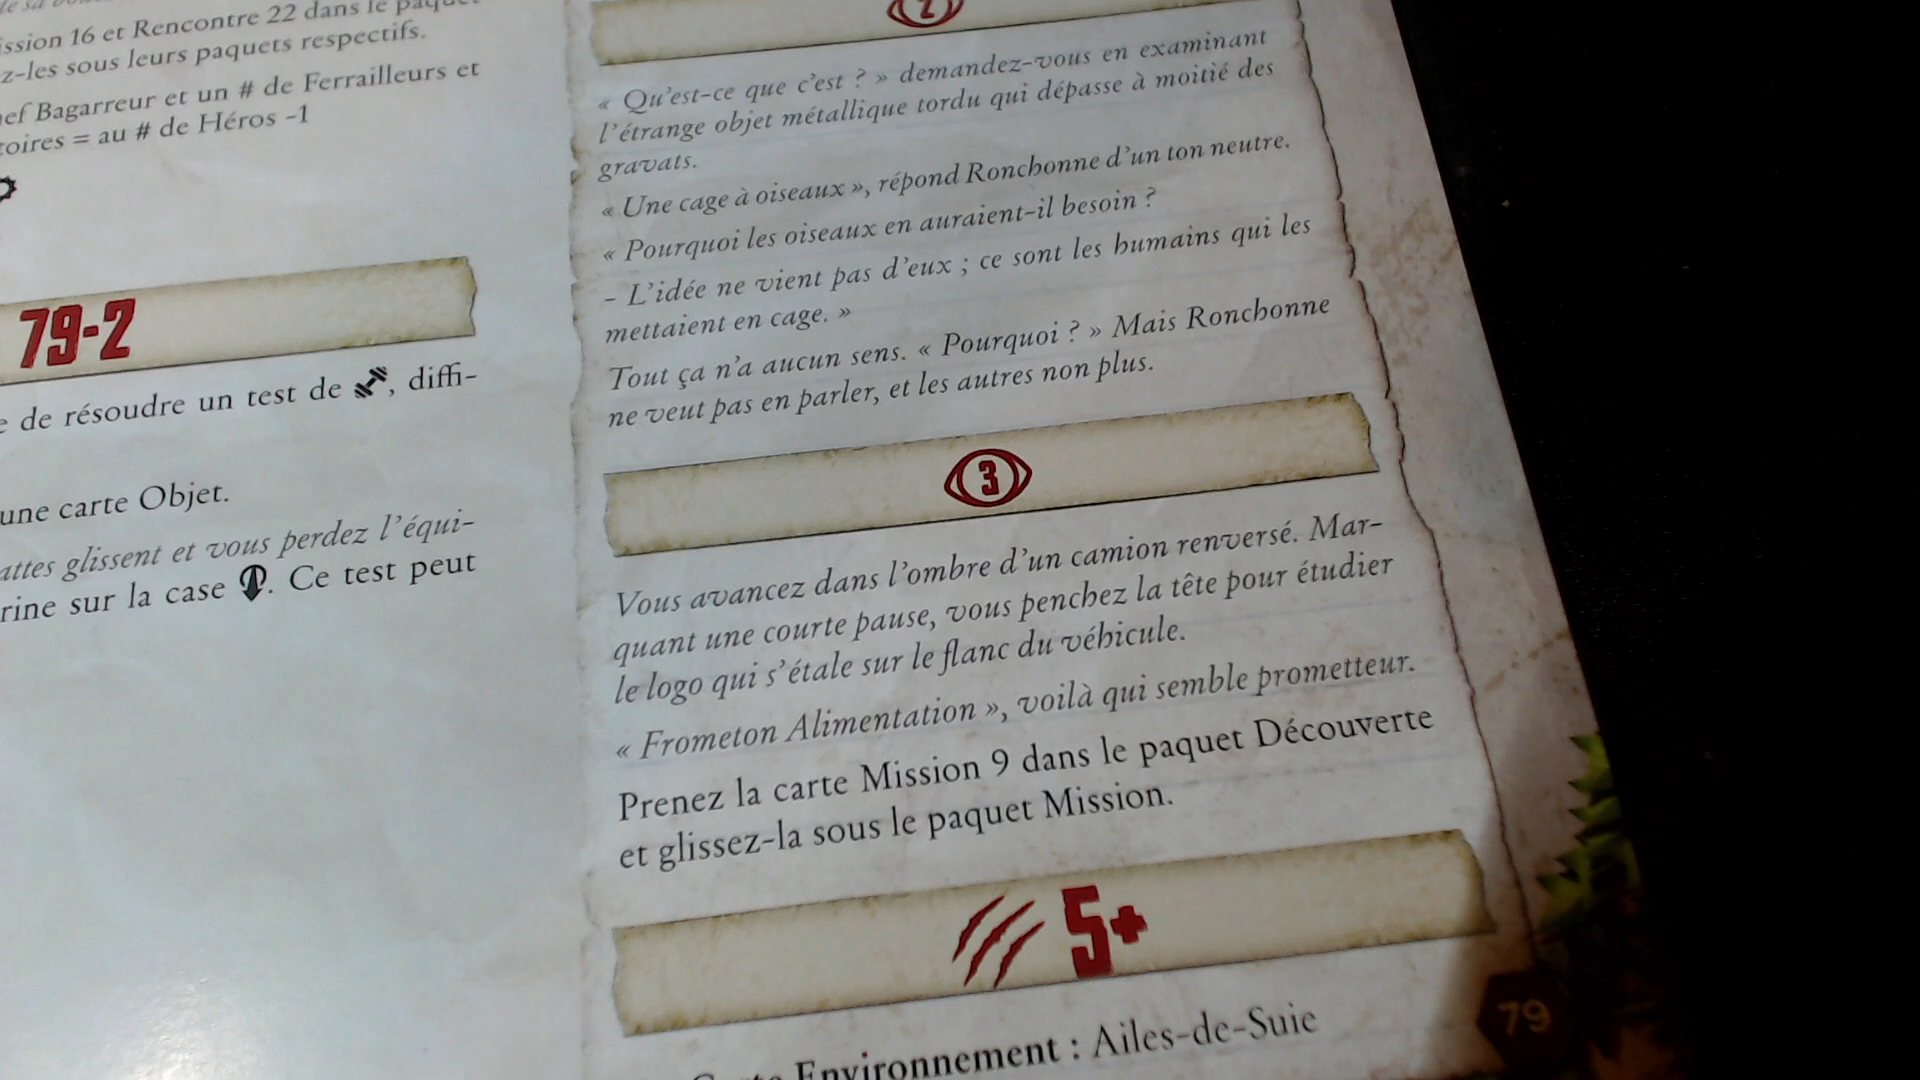 ission 16 et Rencontre 22 dans le paquet
z-les sous leurs paquets respectifs.
ef Bagarreur et un # de Ferrailleurs et
toires = au # de Héros -1
79-2
e de résoudre un test de , diffi-
une carte Objet.
attes glissent et vous perdez l'équi-
rine sur la case . Ce test peut
2
« Qu'est-ce que c'est ? » demandez-vous en examinant
l'étrange objet métallique tordu qui dépasse à moitié des
gravats.
« Une cage à oiseaux », répond Ronchonne d'un ton neutre.
« Pourquoi les oiseaux en auraient-il besoin ?
– L'idée ne vient pas d'eux ; ce sont les humains qui les
mettaient en cage. »
Tout ça n'a aucun sens. « Pourquoi ? » Mais Ronchonne
ne veut pas en parler, et les autres non plus.
3
Vous avancez dans l'ombre d'un camion renversé. Mar-
quant une courte pause, vous penchez la tête pour étudier
le logo qui s'étale sur le flanc du véhicule.
« Frometon Alimentation », voilà qui semble prometteur.
Prenez la carte Mission 9 dans le paquet Découverte
et glissez-la sous le paquet Mission.
5+
Environnement : Ailes-de-Suie
79